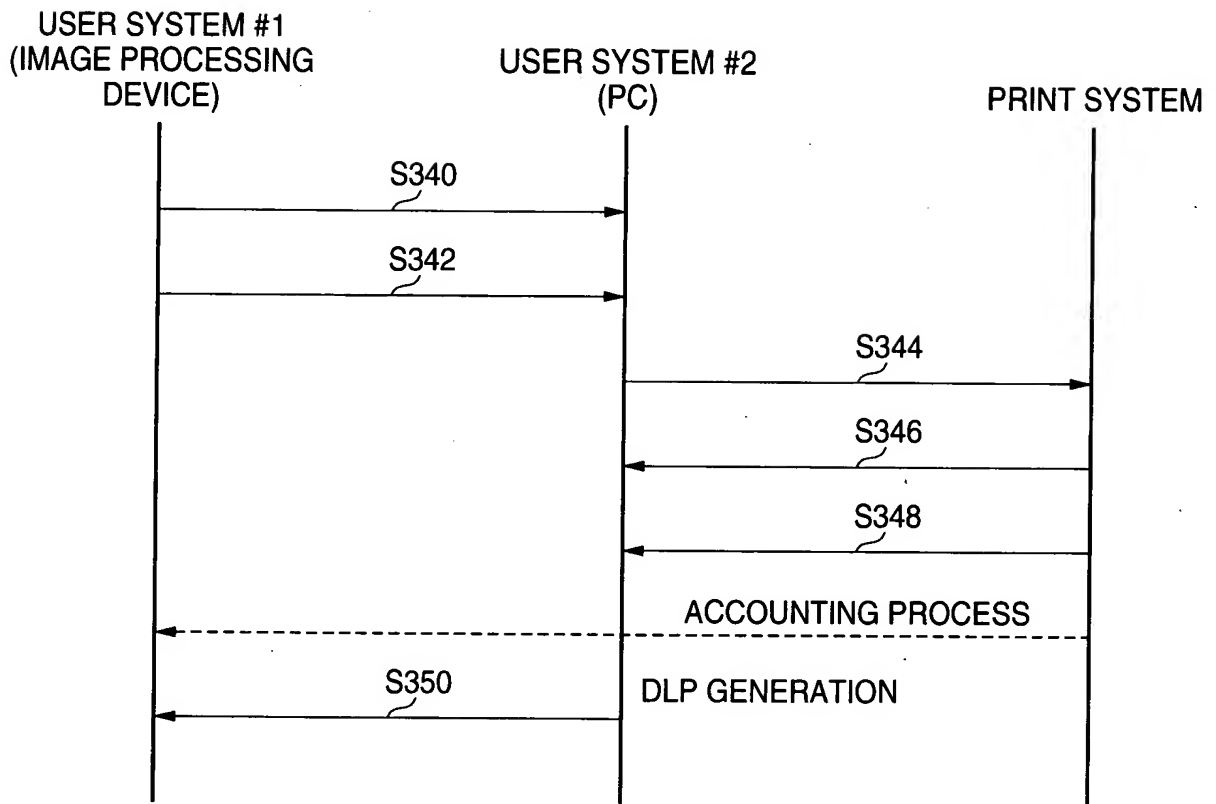 USER SYSTEM #1
(IMAGE PROCESSING
DEVICE)
USER SYSTEM #2
(PC)
PRINT SYSTEM
S340
S342
S344
S346
S348
ACCOUNTING PROCESS
S350
DLP GENERATION